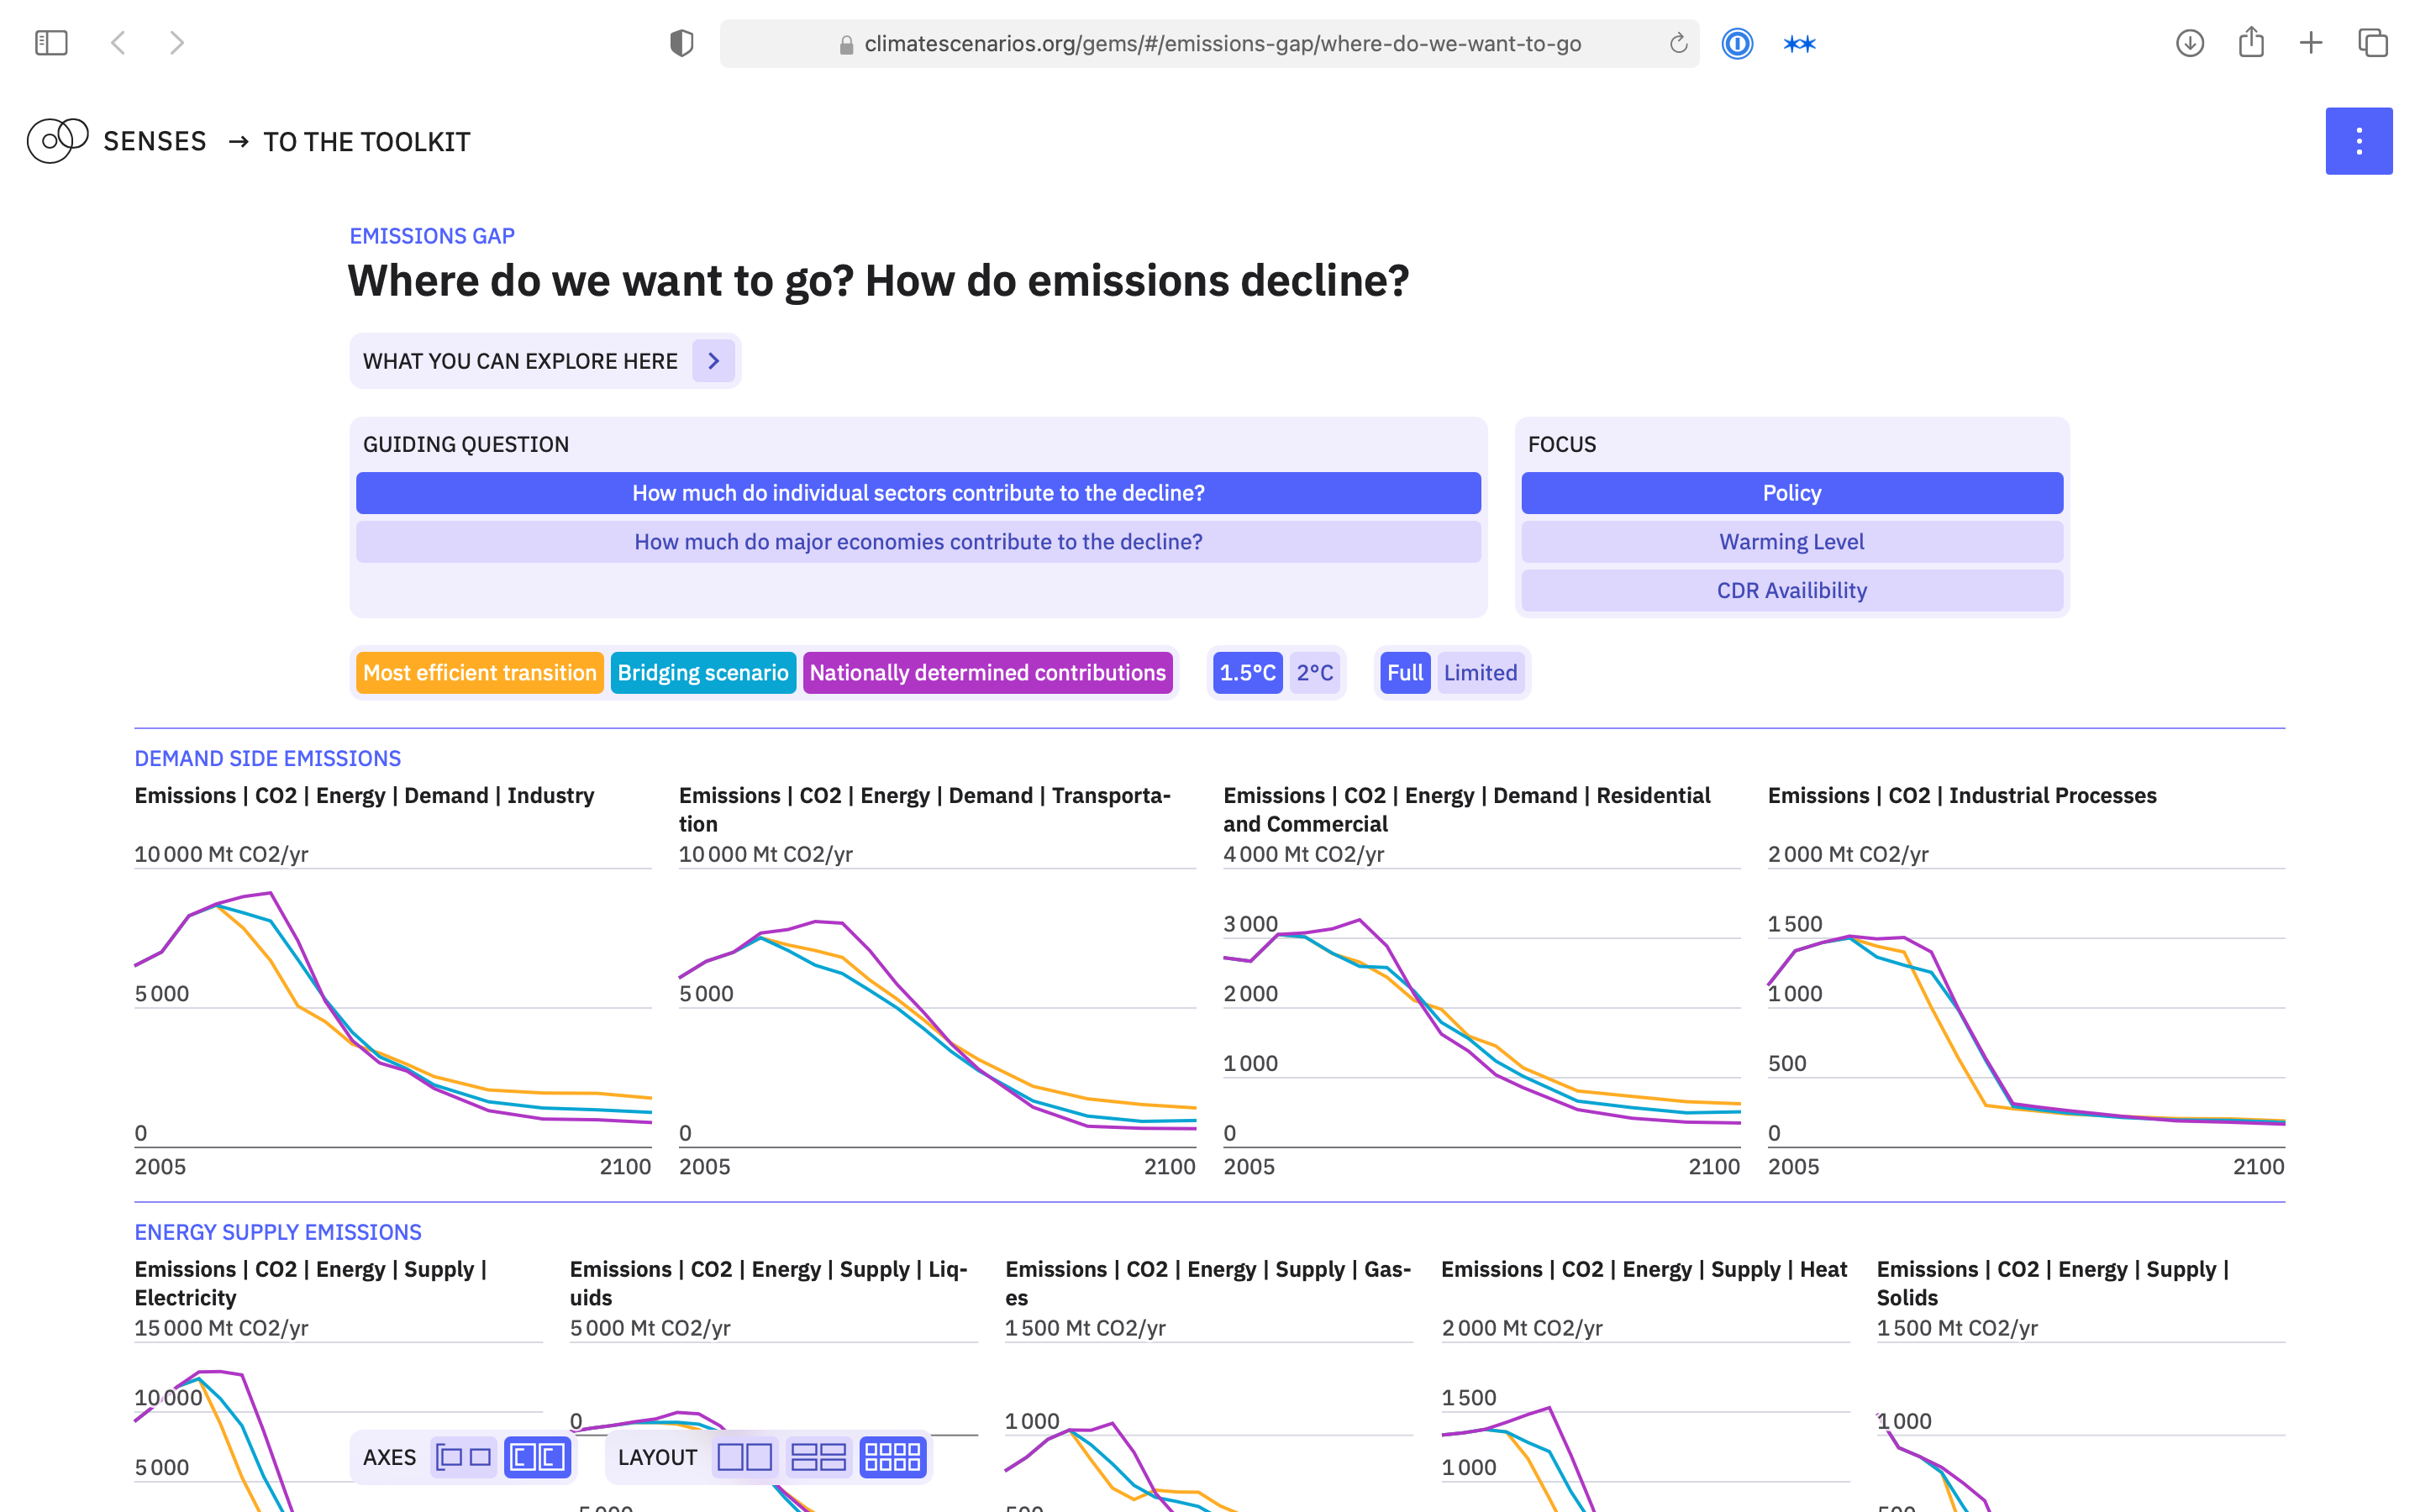 climatescenarios.org/gems/#/emissions-gap/where-do-we-want-to-go
SENSES → TO THE TOOLKIT
EMISSIONS GAP
Where do we want to go? How do emissions decline?
WHAT YOU CAN EXPLORE HERE
GUIDING QUESTION
How much do individual sectors contribute to the decline?
How much do major economies contribute to the decline?
FOCUS
Policy
Warming Level
CDR Availibility
Most efficient transition Bridging scenario Nationally determined contributions 1.5°C 2°C Full Limited
DEMAND SIDE EMISSIONS
Emissions | CO2 | Energy | Demand | Industry
10 000 Mt CO2/yr
5 000
0
2005 2100
Emissions | CO2 | Energy | Demand | Transporta-
tion
10 000 Mt CO2/yr
5 000
0
2005 2100
Emissions | CO2 | Energy | Demand | Residential
and Commercial
4 000 Mt CO2/yr
3 000
2 000
1 000
0
2005 2100
Emissions | CO2 | Industrial Processes
2 000 Mt CO2/yr
1 500
1 000
500
0
2005 2100
ENERGY SUPPLY EMISSIONS
Emissions | CO2 | Energy | Supply |
Electricity
15 000 Mt CO2/yr
10 000
5 000
Emissions | CO2 | Energy | Supply | Liq-
uids
5 000 Mt CO2/yr
0
Emissions | CO2 | Energy | Supply | Gas-
es
1 500 Mt CO2/yr
1 000
Emissions | CO2 | Energy | Supply | Heat
2 000 Mt CO2/yr
1 500
1 000
Emissions | CO2 | Energy | Supply |
Solids
1 500 Mt CO2/yr
1 000
AXES LAYOUT